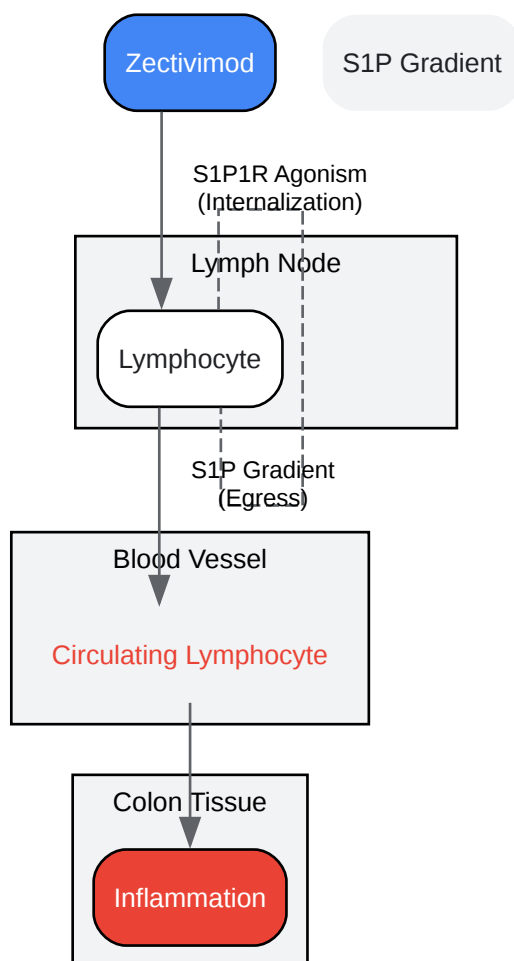 Zectivimod
S1P Gradient
S1P1R Agonism
(Internalization)
Lymph Node
Lymphocyte
S1P Gradient
(Egress)
Blood Vessel
Circulating Lymphocyte
Colon Tissue
Inflammation